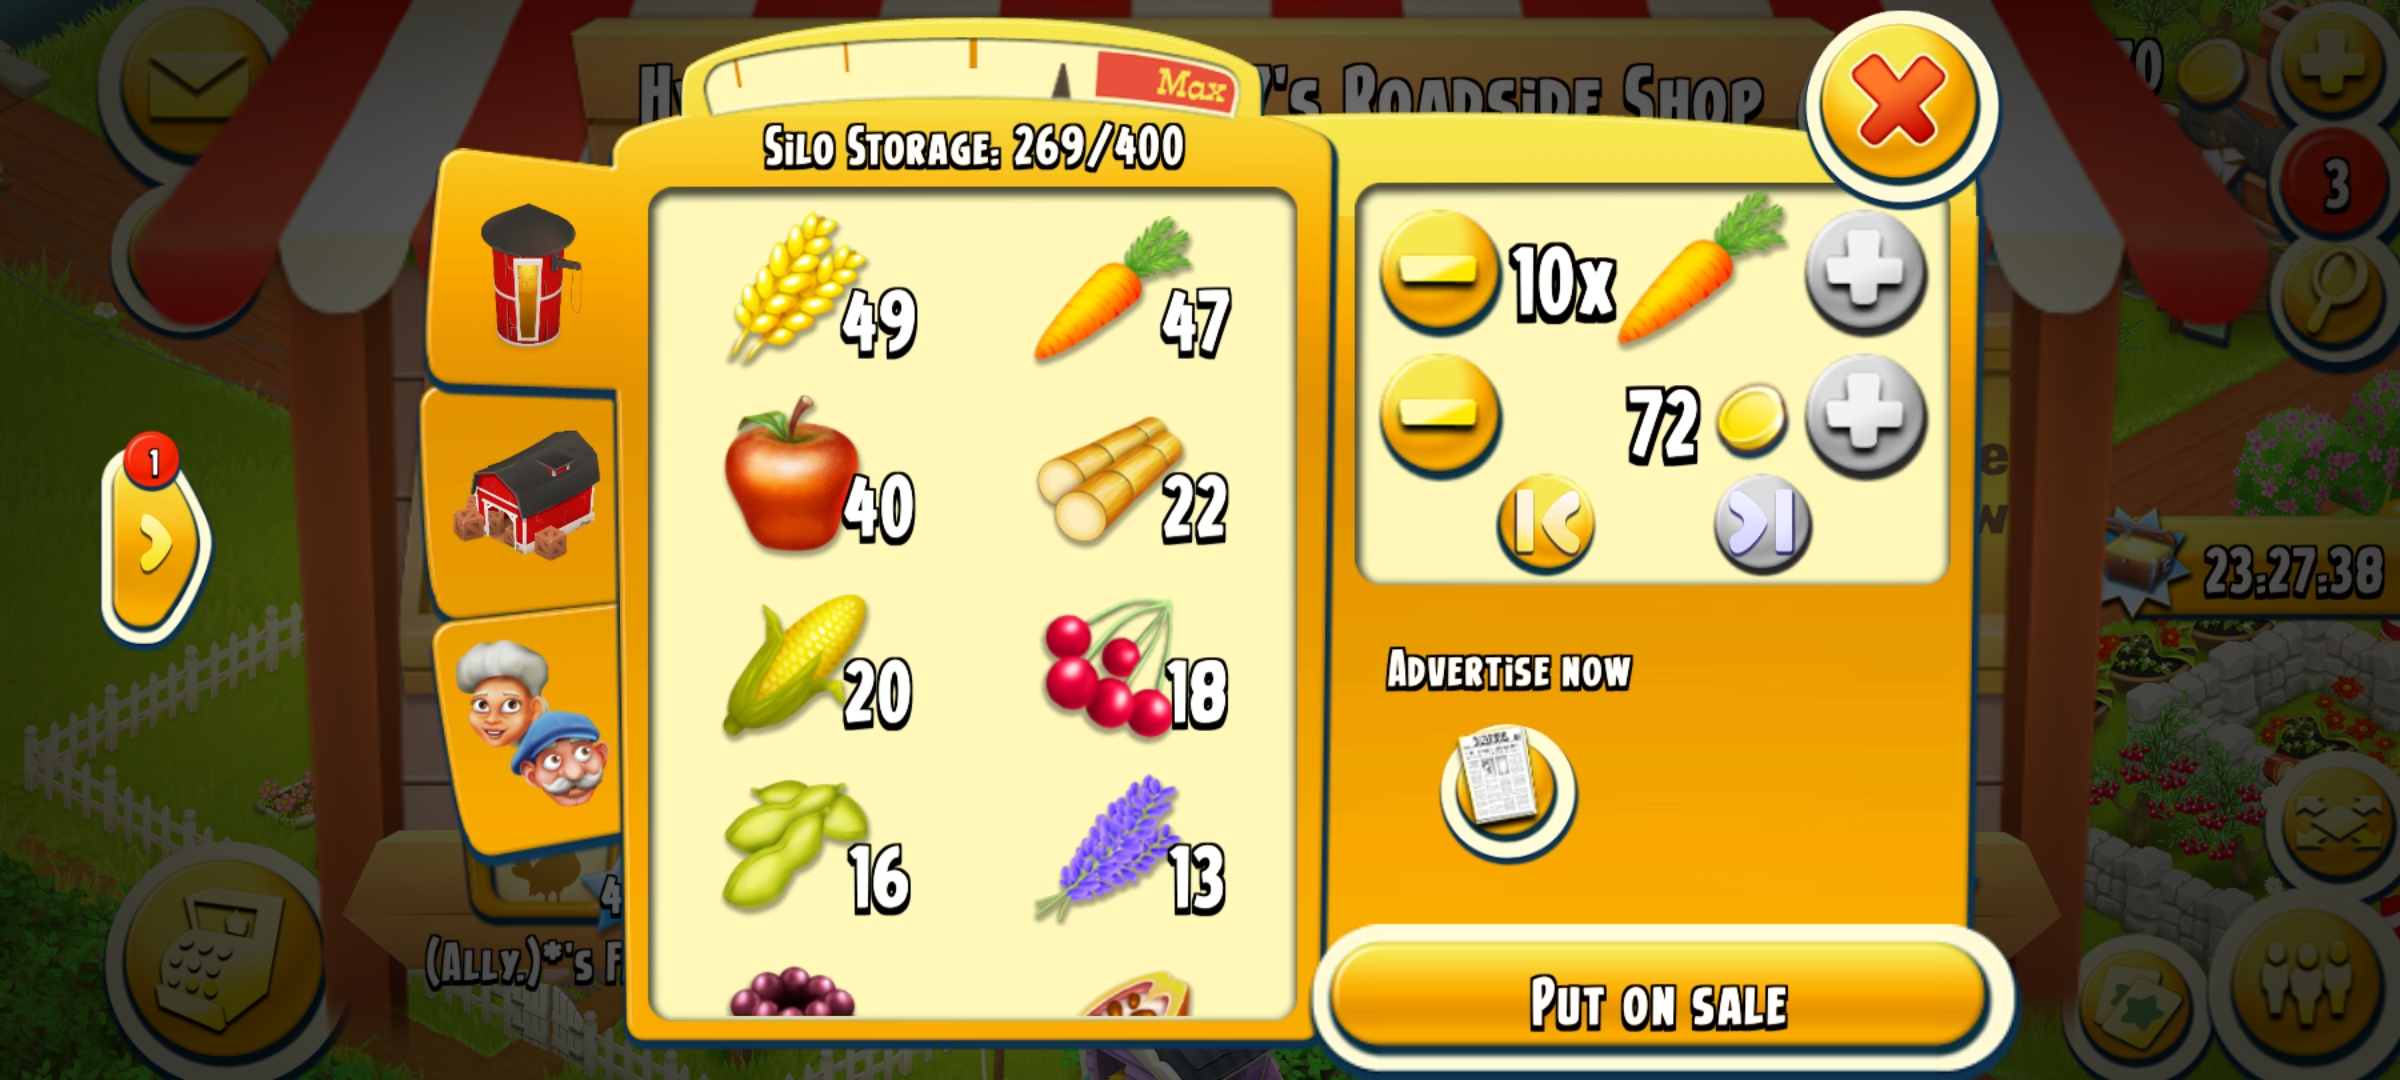 's Roadside Shop
Max
Silo Storage: 269/400
3
49
47
10x
72
40
22
1
20
18
23:27:38
Advertise now
16
13
4
(Ally.)*'s
Put on sale